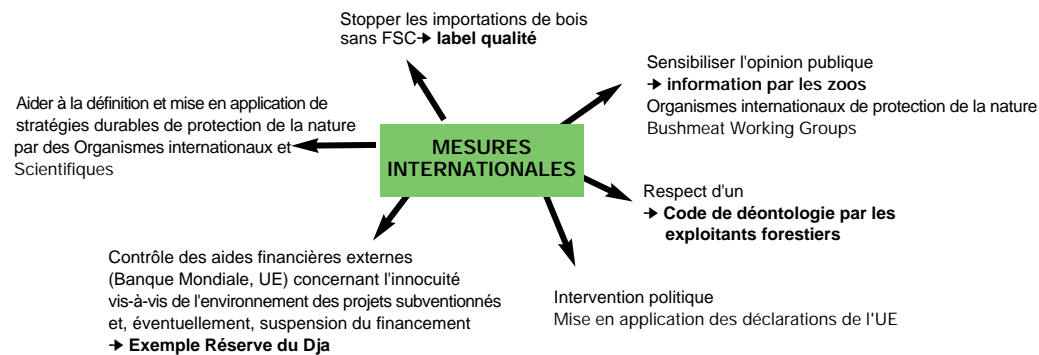 Stopper les importations de bois
sans FSC→ label qualité
Sensibiliser l'opinion publique
→ information par les zoos
Organismes internationaux de protection de la nature
Bushmeat Working Groups
Aider à la définition et mise en application de
stratégies durables de protection de la nature
par des Organismes internationaux et
Scientifiques
MESURES
INTERNATIONALES
Respect d'un
→ Code de déontologie par les
exploitants forestiers
Contrôle des aides financières externes
(Banque Mondiale, UE) concernant l'innocuité
vis-à-vis de l'environnement des projets subventionnés
et, éventuellement, suspension du financement
→ Exemple Réserve du Dja
Intervention politique
Mise en application des déclarations de l'UE